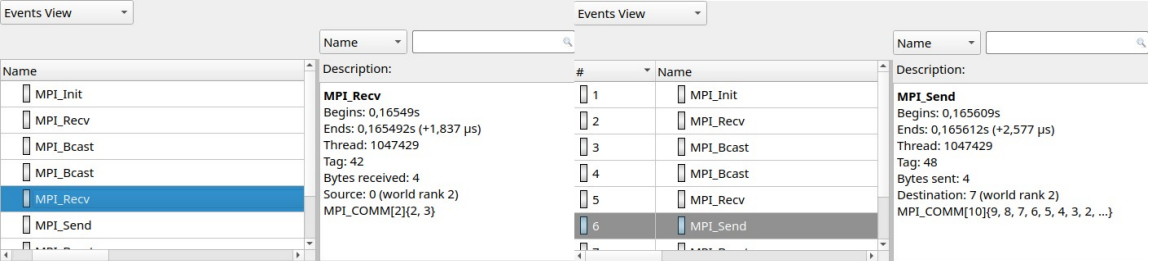 Events View
Name
Description:
Name
MPI_Init
MPI_Recv
MPI_Bcast
MPI_Bcast
MPI_Recv
MPI_Send
MPI_Recv
Begins: 0,16549s
Ends: 0,165492s (+1,837 µs)
Thread: 1047429
Tag: 42
Bytes received: 4
Source: 0 (world rank 2)
MPI_COMM[2]{2, 3}
Events View
Name
Description:
# Name
1 MPI_Init
2 MPI_Recv
3 MPI_Bcast
4 MPI_Bcast
5 MPI_Recv
6 MPI_Send
MPI_Send
Begins: 0,165609s
Ends: 0,165612s (+2,577 µs)
Thread: 1047429
Tag: 48
Bytes sent: 4
Destination: 7 (world rank 2)
MPI_COMM[10]{9, 8, 7, 6, 5, 4, 3, 2, ...}